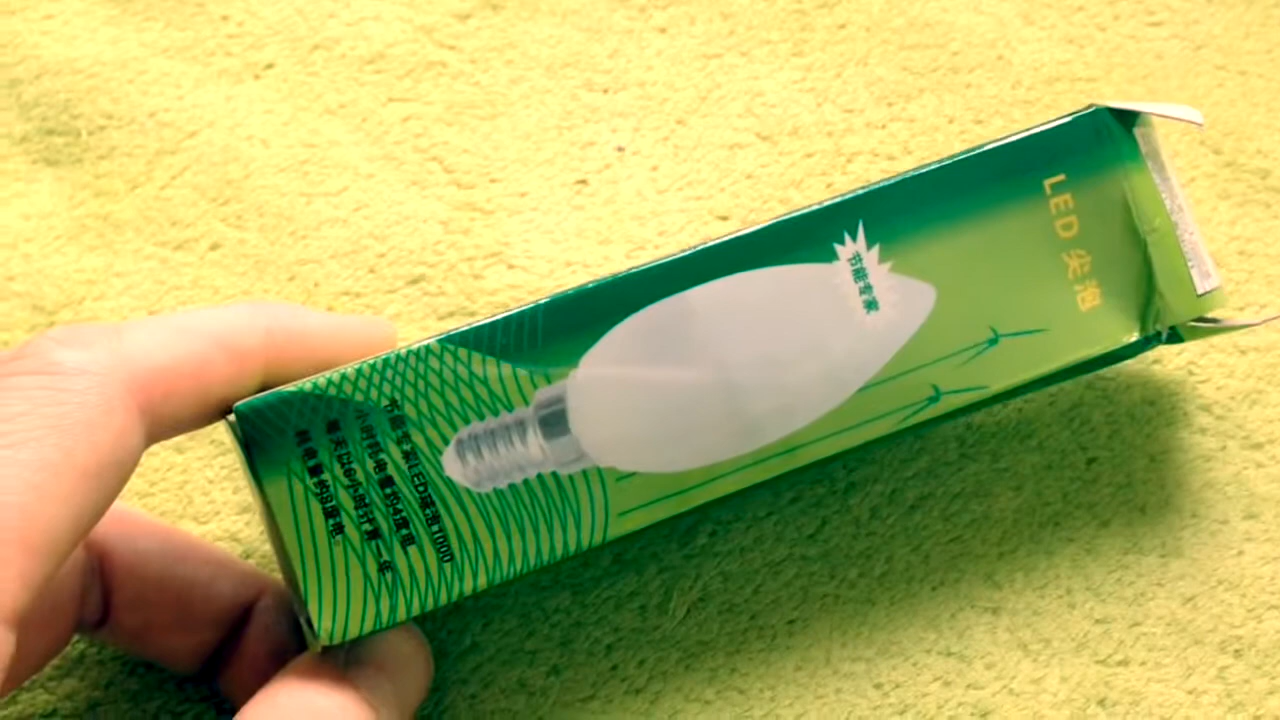 LED 尖泡
节能专家
节能专家LED球泡1000
小时耗电量约4度电
每天以6小时计算一年
耗电量约8度电